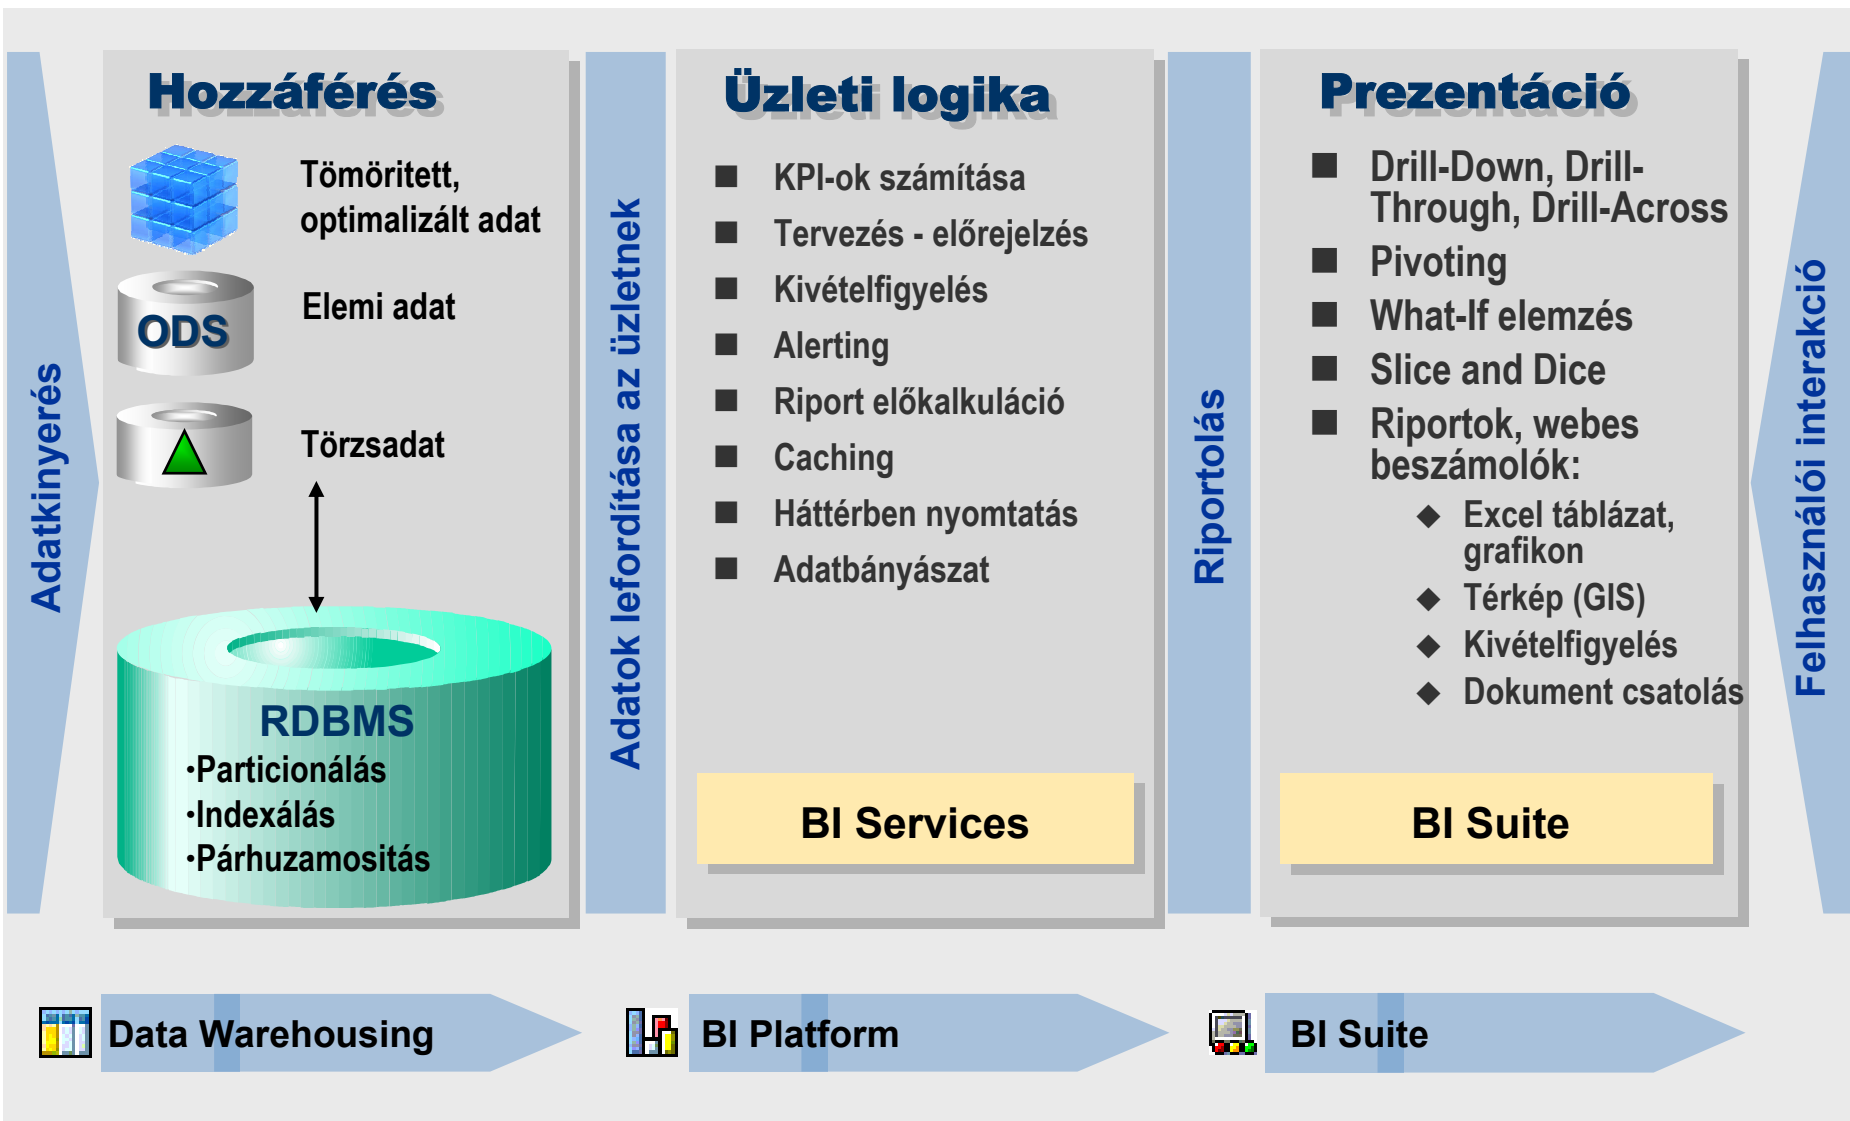 Adatkinyerés
Hozzáférés
Tömöritett,
optimalizált adat
ODS
Elemi adat
Törzsadat
RDBMS
•Particionálás
•Indexálás
•Párhuzamositás
Adatok lefordítása az üzletnek
Üzleti logika
KPI-ok számítása
Tervezés - előrejelzés
Kivételfigyelés
Alerting
Riport előkalkuláció
Caching
Háttérben nyomtatás
Adatbányászat
BI Services
Riportolás
Prezentáció
Drill-Down, Drill-
Through, Drill-Across
Pivoting
What-If elemzés
Slice and Dice
Riportok, webes
beszámolók:
Excel táblázat,
grafikon
Térkép (GIS)
Kivételfigyelés
Dokument csatolás
BI Suite
Felhasználói interakció
Data Warehousing
BI Platform
BI Suite